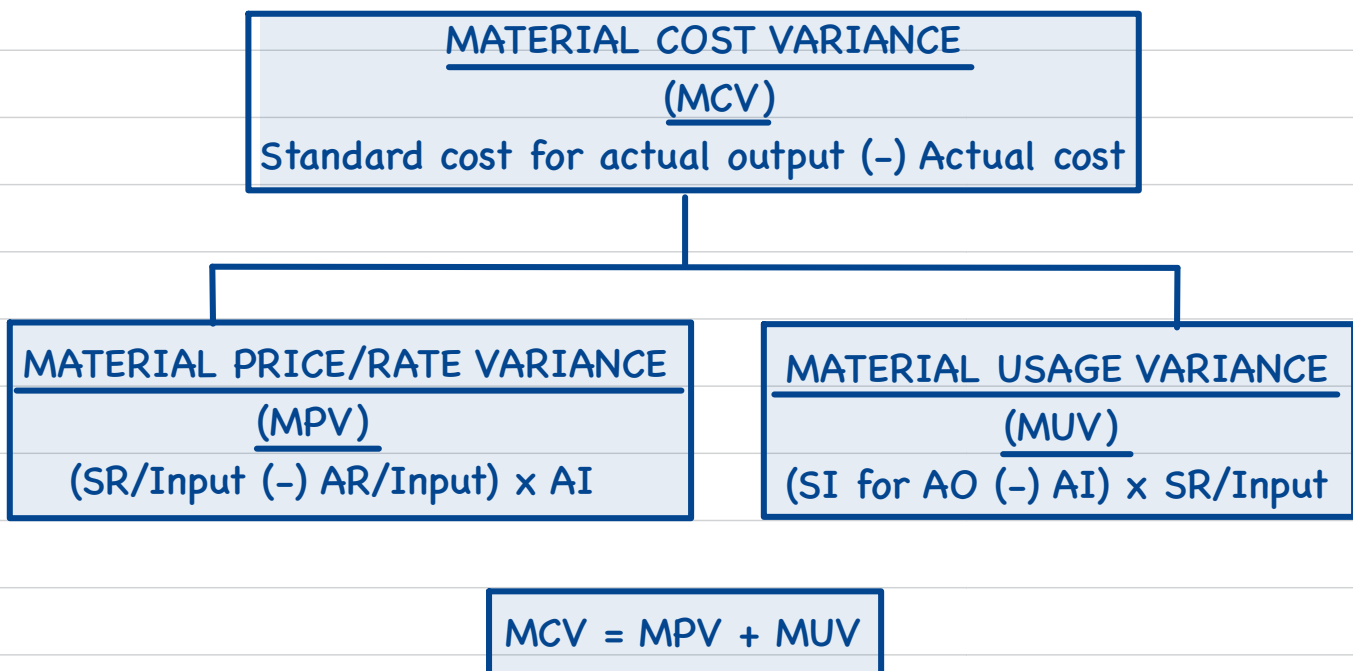 MATERIAL COST VARIANCE
(MCV)
Standard cost for actual output (-) Actual cost
MATERIAL PRICE/RATE VARIANCE
(MPV)
(SR/Input (-) AR/Input) x AI
MATERIAL USAGE VARIANCE
(MUV)
(SI for AO (-) AI) x SR/Input
MCV = MPV + MUV